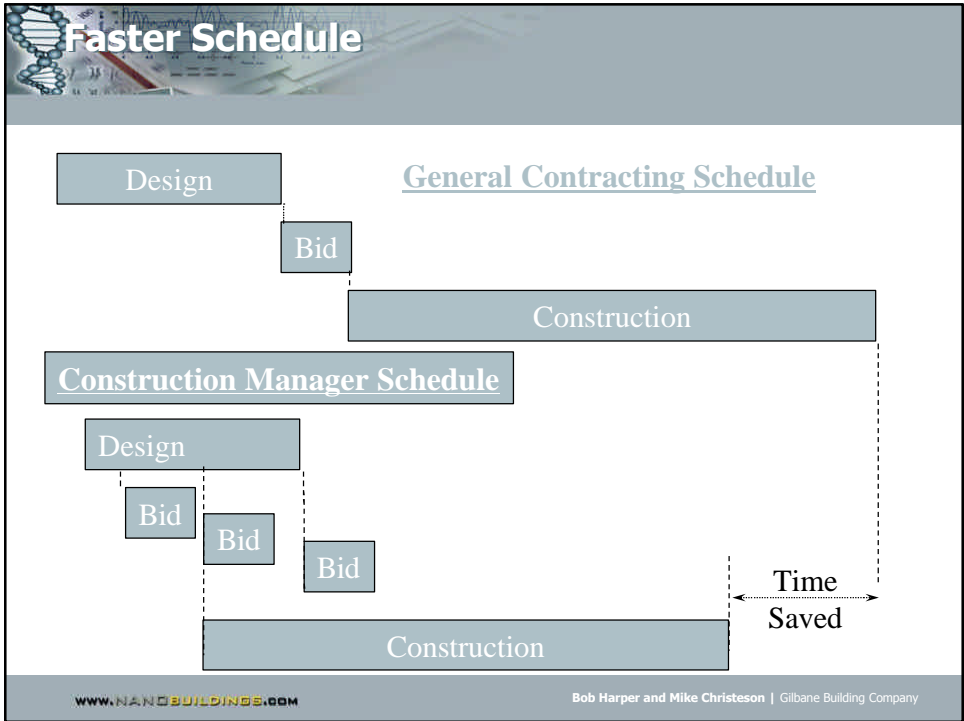 Faster Schedule
Design
General Contracting Schedule
Bid
Construction
Construction Manager Schedule
Design
Bid
Bid
Bid
Time
Saved
Construction
WWW.NANOBUILDINGS.COM
Bob Harper and Mike Christeson | Gilbane Building Company